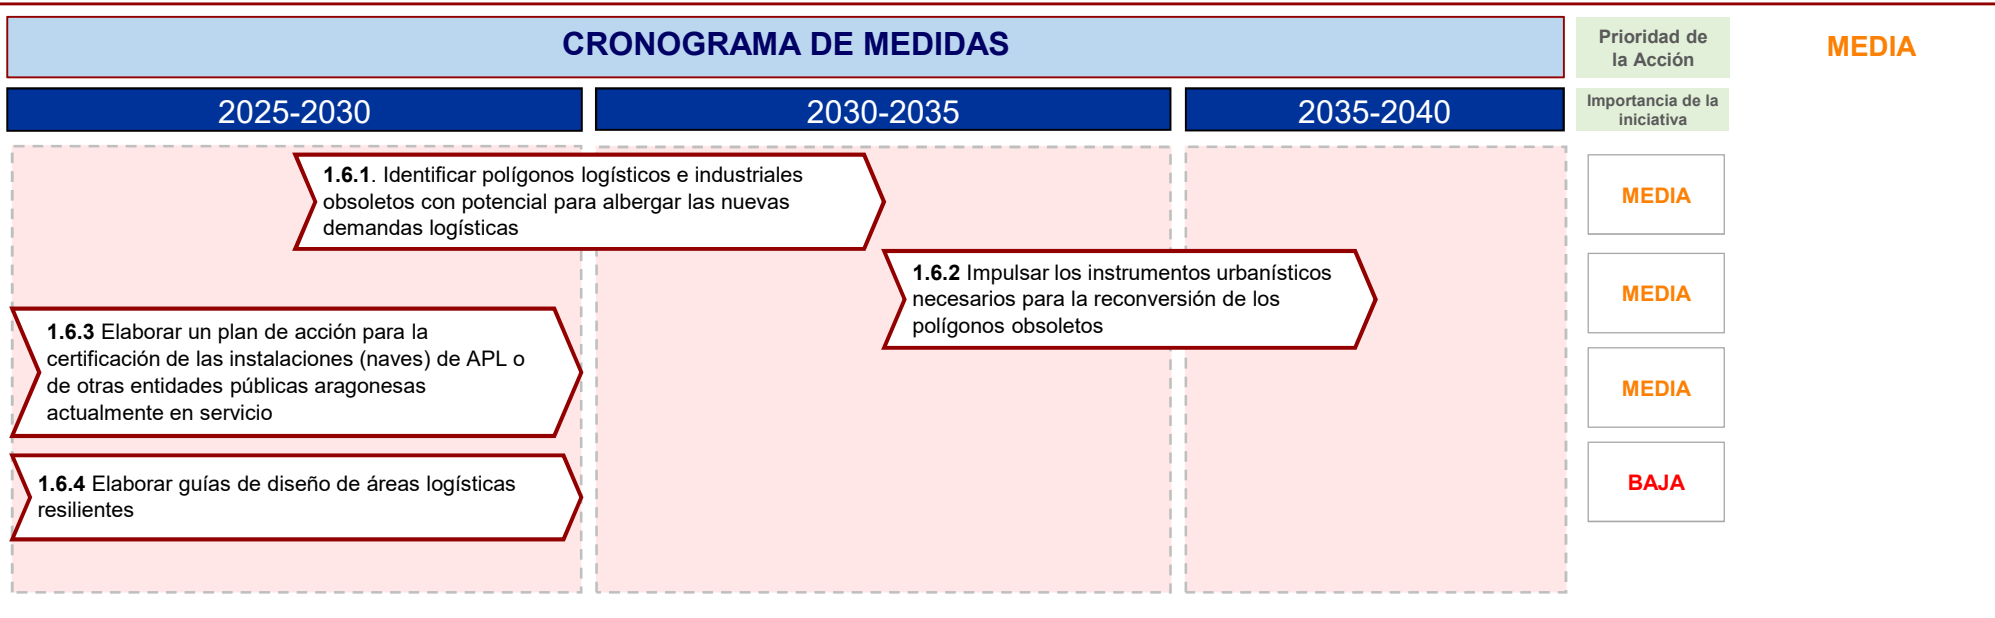 CRONOGRAMA DE MEDIDAS
Prioridad de
la Acción
MEDIA
2025-2030
2030-2035
2035-2040
Importancia de la
iniciativa
1.6.1. Identificar polígonos logísticos e industriales
obsoletos con potencial para albergar las nuevas
demandas logísticas
MEDIA
1.6.2 Impulsar los instrumentos urbanísticos
necesarios para la reconversión de los
polígonos obsoletos
MEDIA
1.6.3 Elaborar un plan de acción para la
certificación de las instalaciones (naves) de APL o
de otras entidades públicas aragonesas
actualmente en servicio
MEDIA
1.6.4 Elaborar guías de diseño de áreas logísticas
resilientes
BAJA